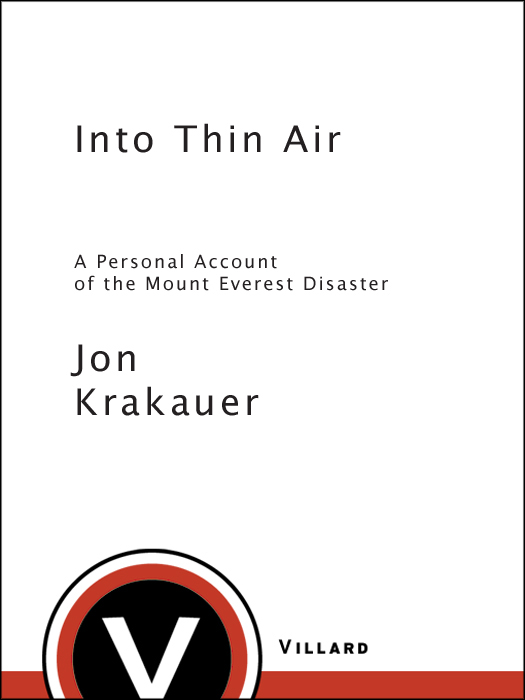 Into Thin Air
A Personal Account
of the Mount Everest Disaster
Jon
Krakauer
V
VILLARD